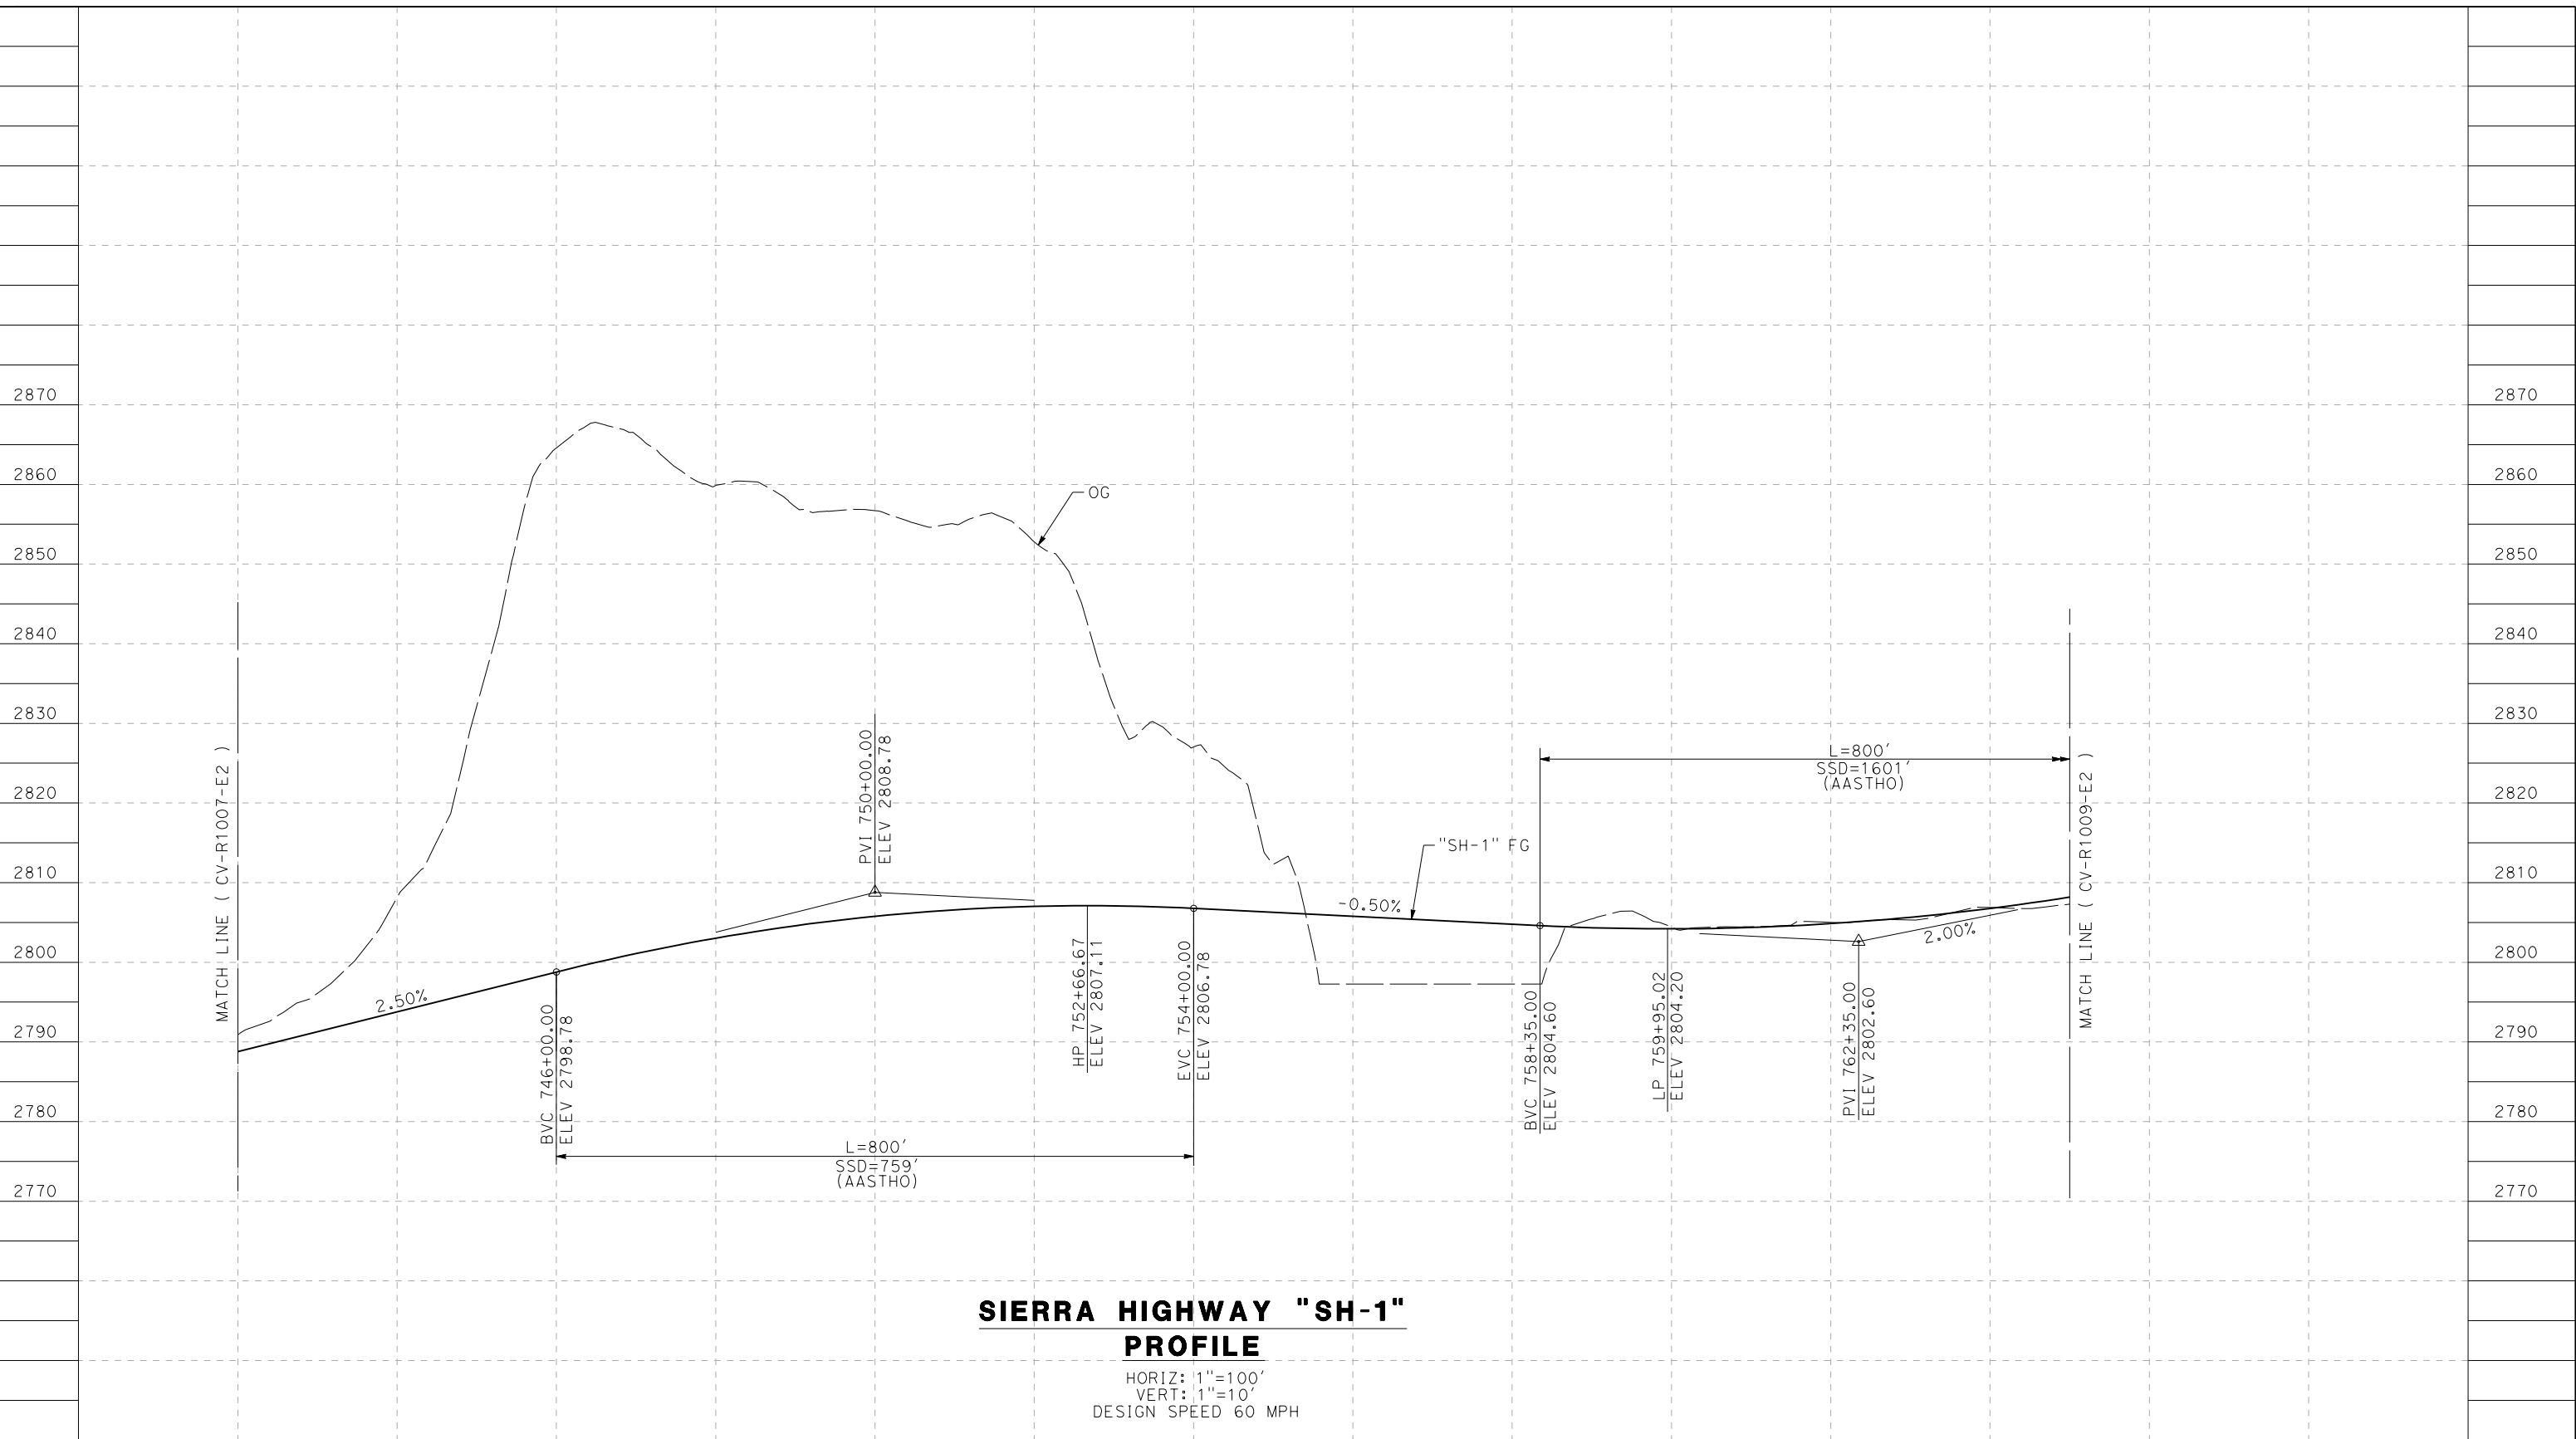 2870
2860
2850
2840
2830
2820
2810
2800
2790
2780
2770
MATCH LINE ( CV-R1007-E2 )
2.50%
BVC 746+00.00
ELEV 2798.78
PVI 750+00.00
ELEV 2808.78
L=800'
SSD=759'
(AASTHO)
OG
HP 752+66.67
ELEV 2807.11
EVC 754+00.00
ELEV 2806.78
-0.50%
"SH-1" FG
BVC 758+35.00
ELEV 2804.60
LP 759+95.02
ELEV 2804.20
L=800'
SSD=1601'
(AASTHO)
PVI 762+35.00
ELEV 2802.60
2.00%
MATCH LINE ( CV-R1009-E2 )
2870
2860
2850
2840
2830
2820
2810
2800
2790
2780
2770
SIERRA HIGHWAY "SH-1"
PROFILE
HORIZ: 1"=100'
VERT: 1"=10'
DESIGN SPEED 60 MPH